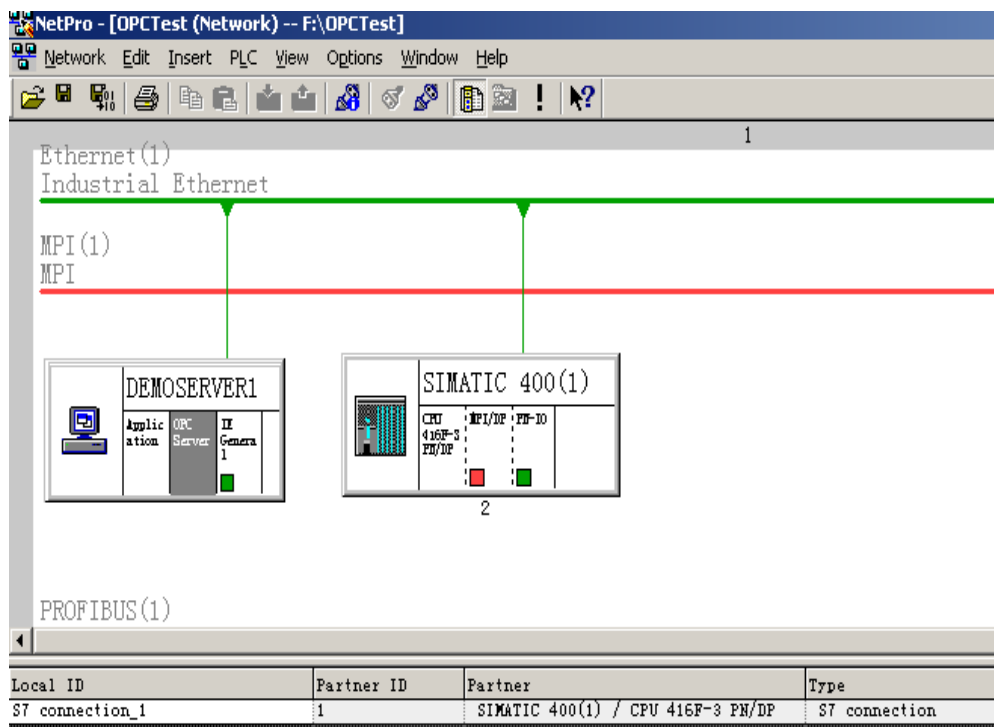 NetPro - [OPCTest (Network) -- F:\OPCTest]
Network Edit Insert PLC View Options Window Help
1
Ethernet(1)
Industrial Ethernet
MPI(1)
MPI
DEMOSERVER1
Applic
ation
OPC
Server
IE
Genera
l
SIMATIC 400(1)
CPU
416F-3
PN/DP
MPI/DP
PN-IO
2
PROFIBUS(1)
Local ID Partner ID Partner Type
S7 connection_1 1 SIMATIC 400(1) / CPU 416F-3 PN/DP S7 connection